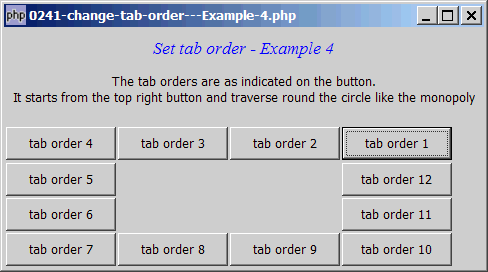 php 0241-change-tab-order---Example-4.php
Set tab order - Example 4
The tab orders are as indicated on the button.
It starts from the top right button and traverse round the circle like the monopoly
tab order 4 tab order 3 tab order 2 tab order 1
tab order 5 tab order 12
tab order 6 tab order 11
tab order 7 tab order 8 tab order 9 tab order 10